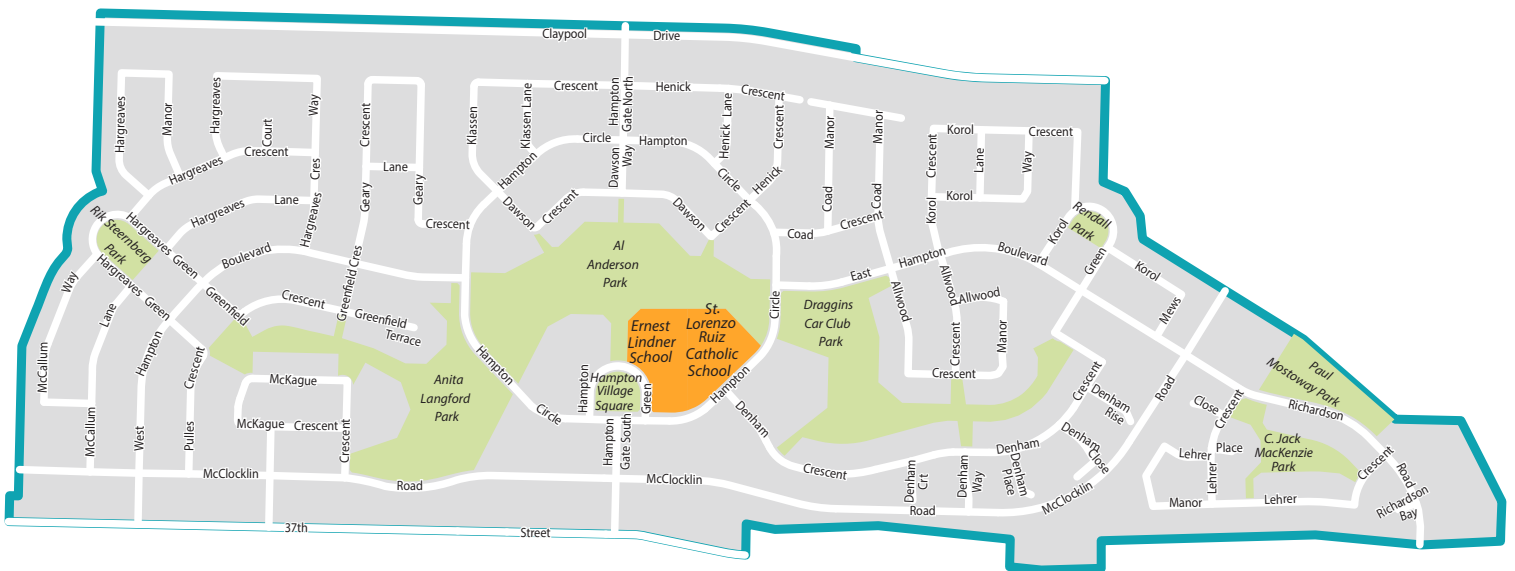 Claypool Drive
Hargreaves
Manor
Hargreaves
Court
Way
Hargreaves Crescent
Hargreaves Lane
Hargreaves Cres
Crescent
Geary
Lane
Geary
Crescent
Klassen
Klassen Lane
Crescent
Hampton
Gate North
Henick
Crescent
Henick Lane
Crescent
Henick
Manor
Coad
Manor
Coad
Coad Crescent
Hampton Circle Hampton Circle
Dawson
Way
Dawson Crescent
Dawson Crescent
Korol Crescent
Crescent
Korol
Lane
Way
Korol
Rik Steernberg
Park
Hargreaves Green
Hargreaves Green
Way
McCallum
Lane
McCallum
Boulevard
Hampton
West
Greenfield Crescent
Greenfield Cres
Greenfield
Terrace
Crescent
Pulles
McKague
McKague Crescent
Crescent
Al
Anderson
Park
Ernest
Lindner
School
St.
Lorenzo
Ruiz
Catholic
School
Hampton
Village
Square
Hampton
Green
Hampton
Gate South
Anita
Langford
Park
Hampton Circle
Hampton
Circle
Draggins
Car Club
Park
East Hampton Boulevard
Allwood
Allwood
Allwood
Crescent
Manor
Crescent
Rendall
Park
Korol
Green
Korol
Mews
Denham Crescent
Denham
Crescent
Denham
Rise
Denham
Close
Denham
Crt
Denham
Way
Denham
Place
McClocklin Road
McClocklin Road
McClocklin Road
Paul
Mostoway Park
Richardson
Road
Richardson
Bay
Close
Crescent
Lehrer Place
Lehrer
Manor
Lehrer
Crescent
C. Jack
MacKenzie
Park
37th Street